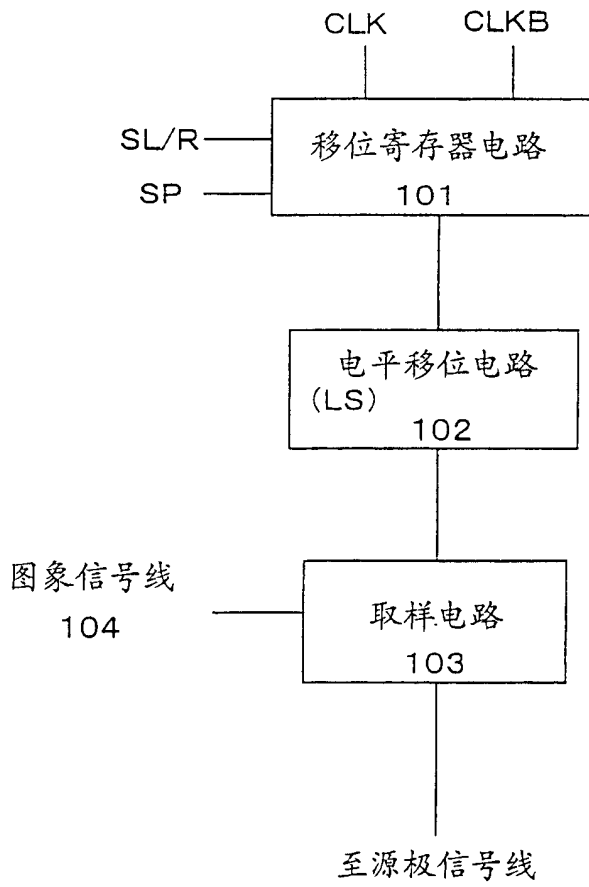 CLK
CLKB
SL/R
SP
移位寄存器电路
101
电平移位电路
(LS)
102
图象信号线
104
取样电路
103
至源极信号线